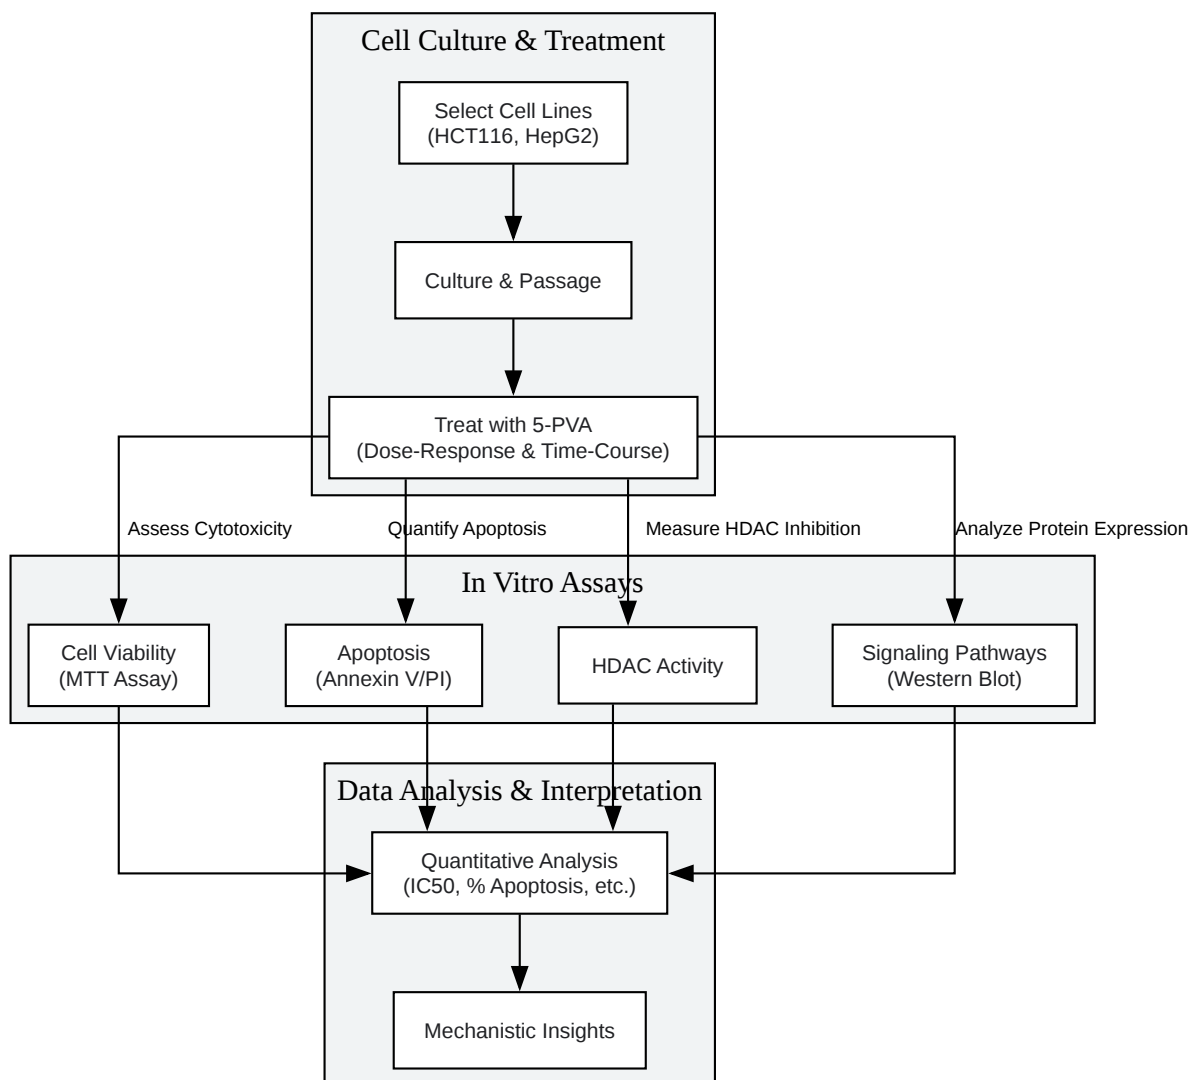 Cell Culture & Treatment
Select Cell Lines
(HCT116, HepG2)
Culture & Passage
Treat with 5-PVA
(Dose-Response & Time-Course)
Assess Cytotoxicity
Quantify Apoptosis
Measure HDAC Inhibition
Analyze Protein Expression
In Vitro Assays
Cell Viability
(MTT Assay)
Apoptosis
(Annexin V/PI)
HDAC Activity
Signaling Pathways
(Western Blot)
Data Analysis & Interpretation
Quantitative Analysis
(IC50, % Apoptosis, etc.)
Mechanistic Insights